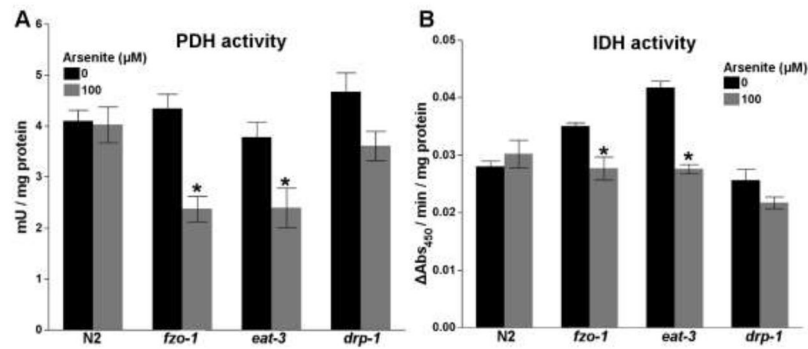 A
PDH activity
Arsenite (µM)
0
100
6
5
4
3
2
1
0
mU / mg protein
*
*
N2
fzo-1
eat-3
drp-1
B
IDH activity
Arsenite (µM)
0
100
0.05
0.04
0.03
0.02
0.01
0.00
ΔAbs450 / min / mg protein
*
*
N2
fzo-1
eat-3
drp-1